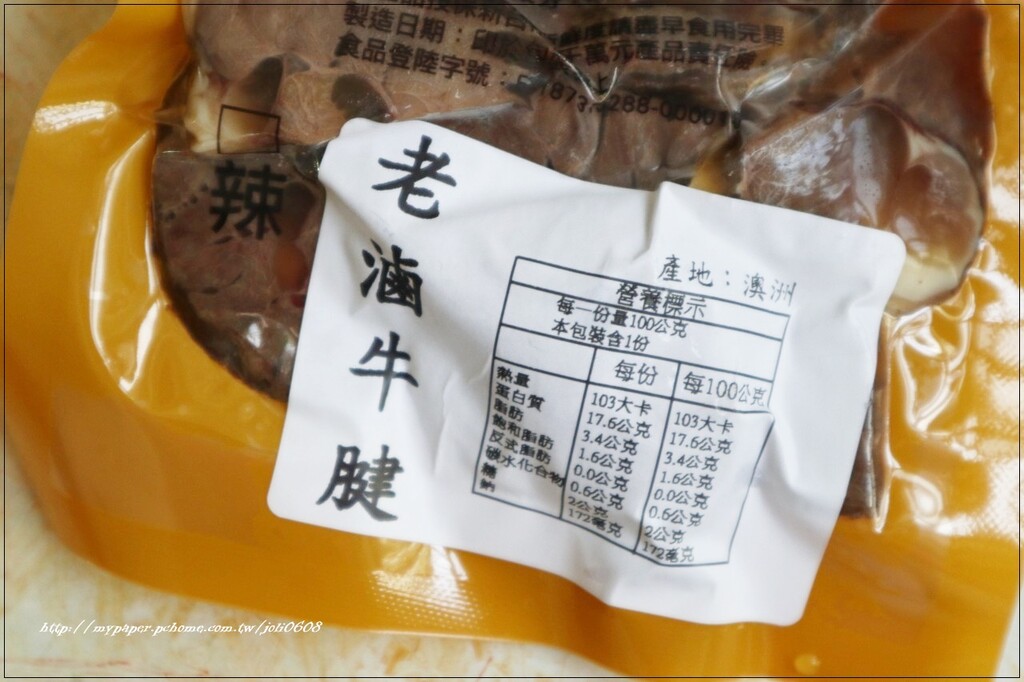 製造日期：
食品登陸字號：
288-00001
辣
老滷牛腱
產地：澳洲
營養標示
每一份量100公克
本包裝含1份
每份 每100公克
熱量 103大卡 103大卡
蛋白質 17.6公克 17.6公克
脂肪 3.4公克 3.4公克
飽和脂肪 1.6公克 1.6公克
反式脂肪 0.0公克 0.0公克
碳水化合物 0.6公克 0.6公克
糖 2公克 2公克
鈉 172毫克 172毫克
http://mypaper.pchome.com.tw/joli0608